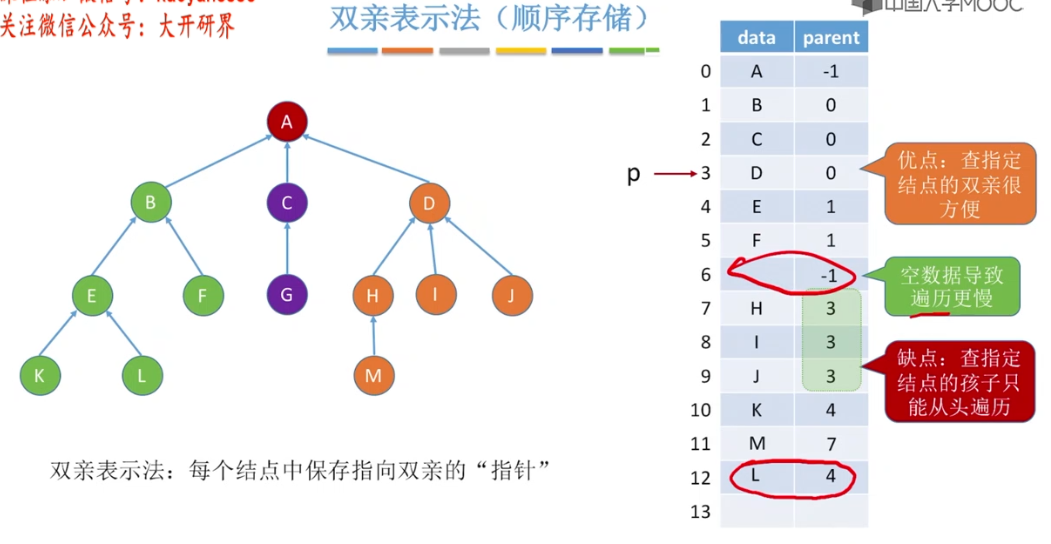 关注微信公众号：大开研界
双亲表示法（顺序存储）
中国大学MOOC
data parent
0 A -1
1 B 0
2 C 0
p 3 D 0
4 E 1
5 F 1
6 -1
7 H 3
8 I 3
9 J 3
10 K 4
11 M 7
12 L 4
13
优点：查指定
结点的双亲很
方便
空数据导致
遍历更慢
缺点：查指定
结点的孩子只
能从头遍历
A
B C D
E F G H I J
K L M
双亲表示法：每个结点中保存指向双亲的“指针”